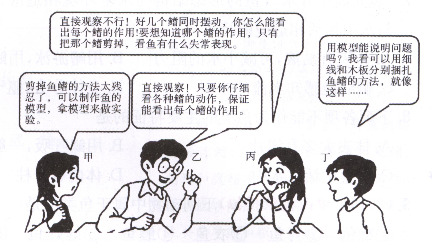 直接观察不行！好几个鳍同时摆动，你怎么能看
出每个鳍的作用！要想知道哪个鳍的作用，只有
把那个鳍剪掉，看鱼有什么失常表现。
用模型能说明问题
吗？我看可以用细
线和木板分别捆扎
鱼鳍的方法，就像
这样……
剪掉鱼鳍的方法太残
忍了，可以制作鱼的
模型，拿模型来做实
验。
直接观察！只要你仔细
看各种鳍的动作，保证
能看出每个鳍的作用。
甲
乙
丙
丁